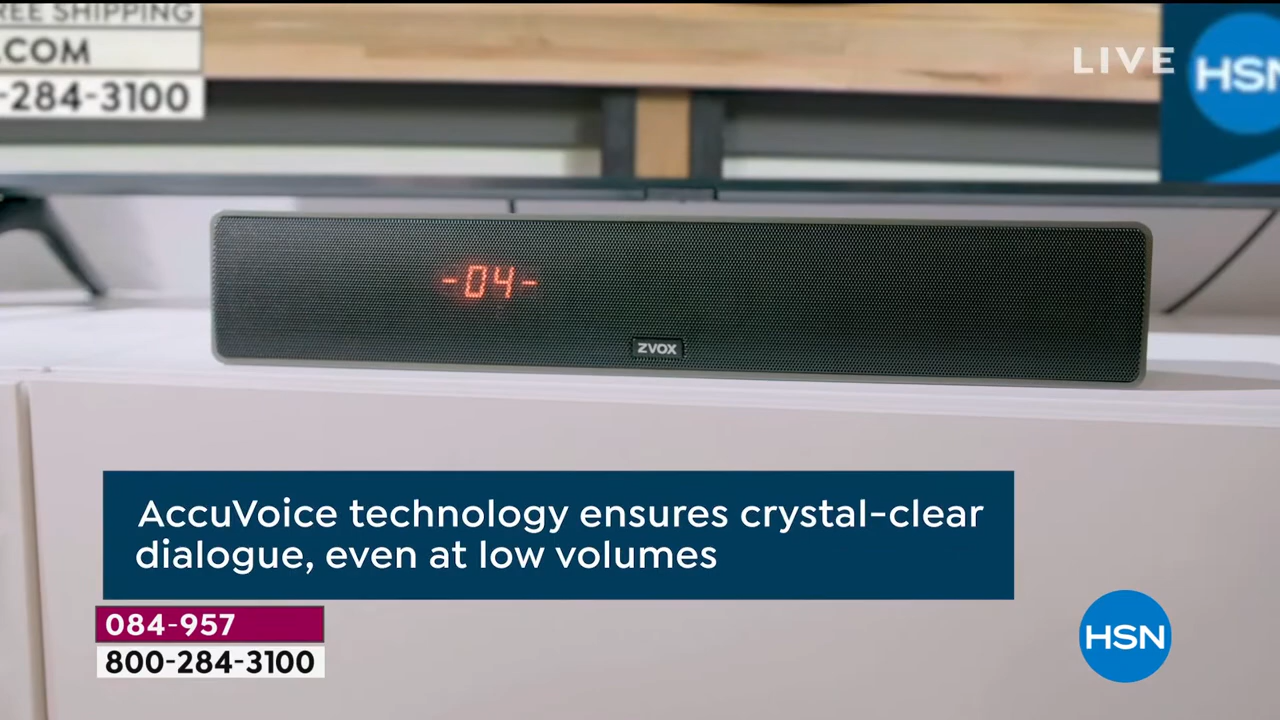 REE SHIPPING
.COM
-284-3100
LIVE
HSN
-04-
ZVOX
AccuVoice technology ensures crystal-clear
dialogue, even at low volumes
084-957
800-284-3100
HSN